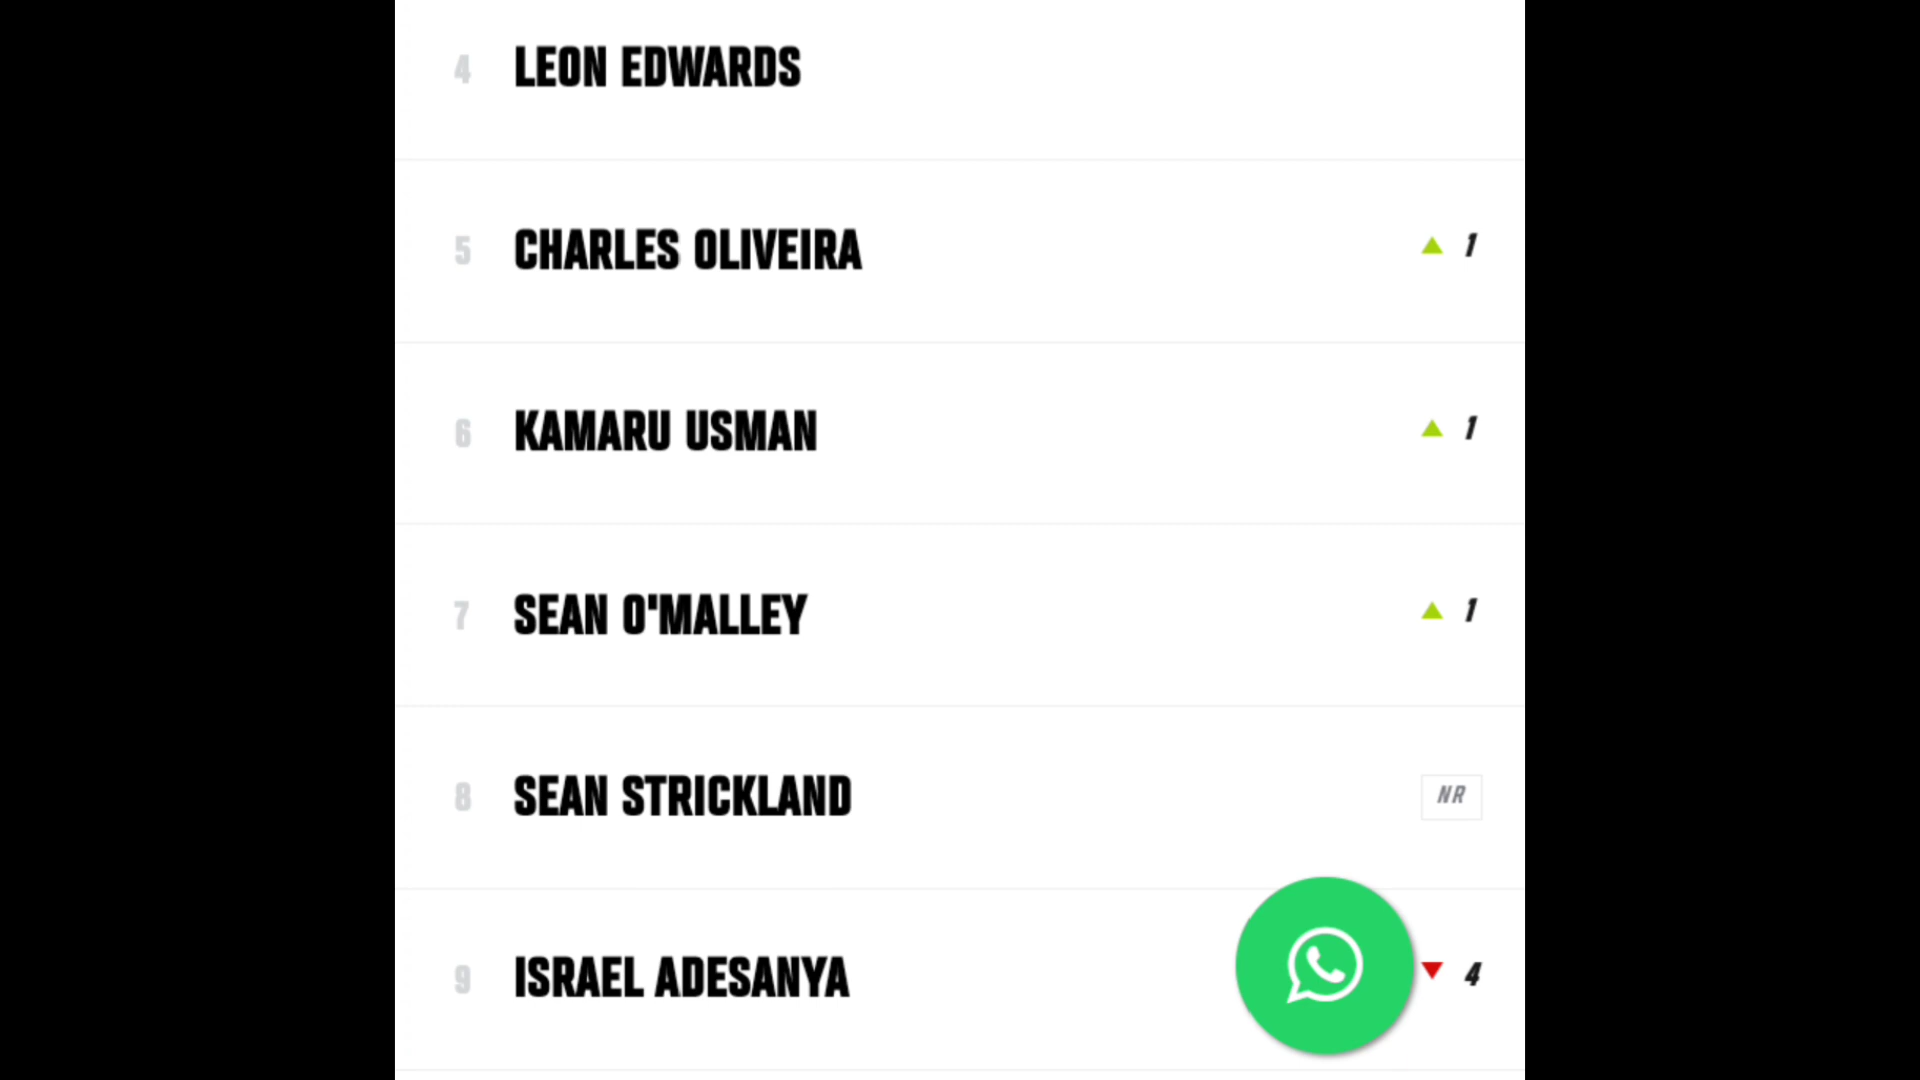 4 LEON EDWARDS
5 CHARLES OLIVEIRA 1
6 KAMARU USMAN 1
7 SEAN O'MALLEY 1
8 SEAN STRICKLAND NR
9 ISRAEL ADESANYA 4